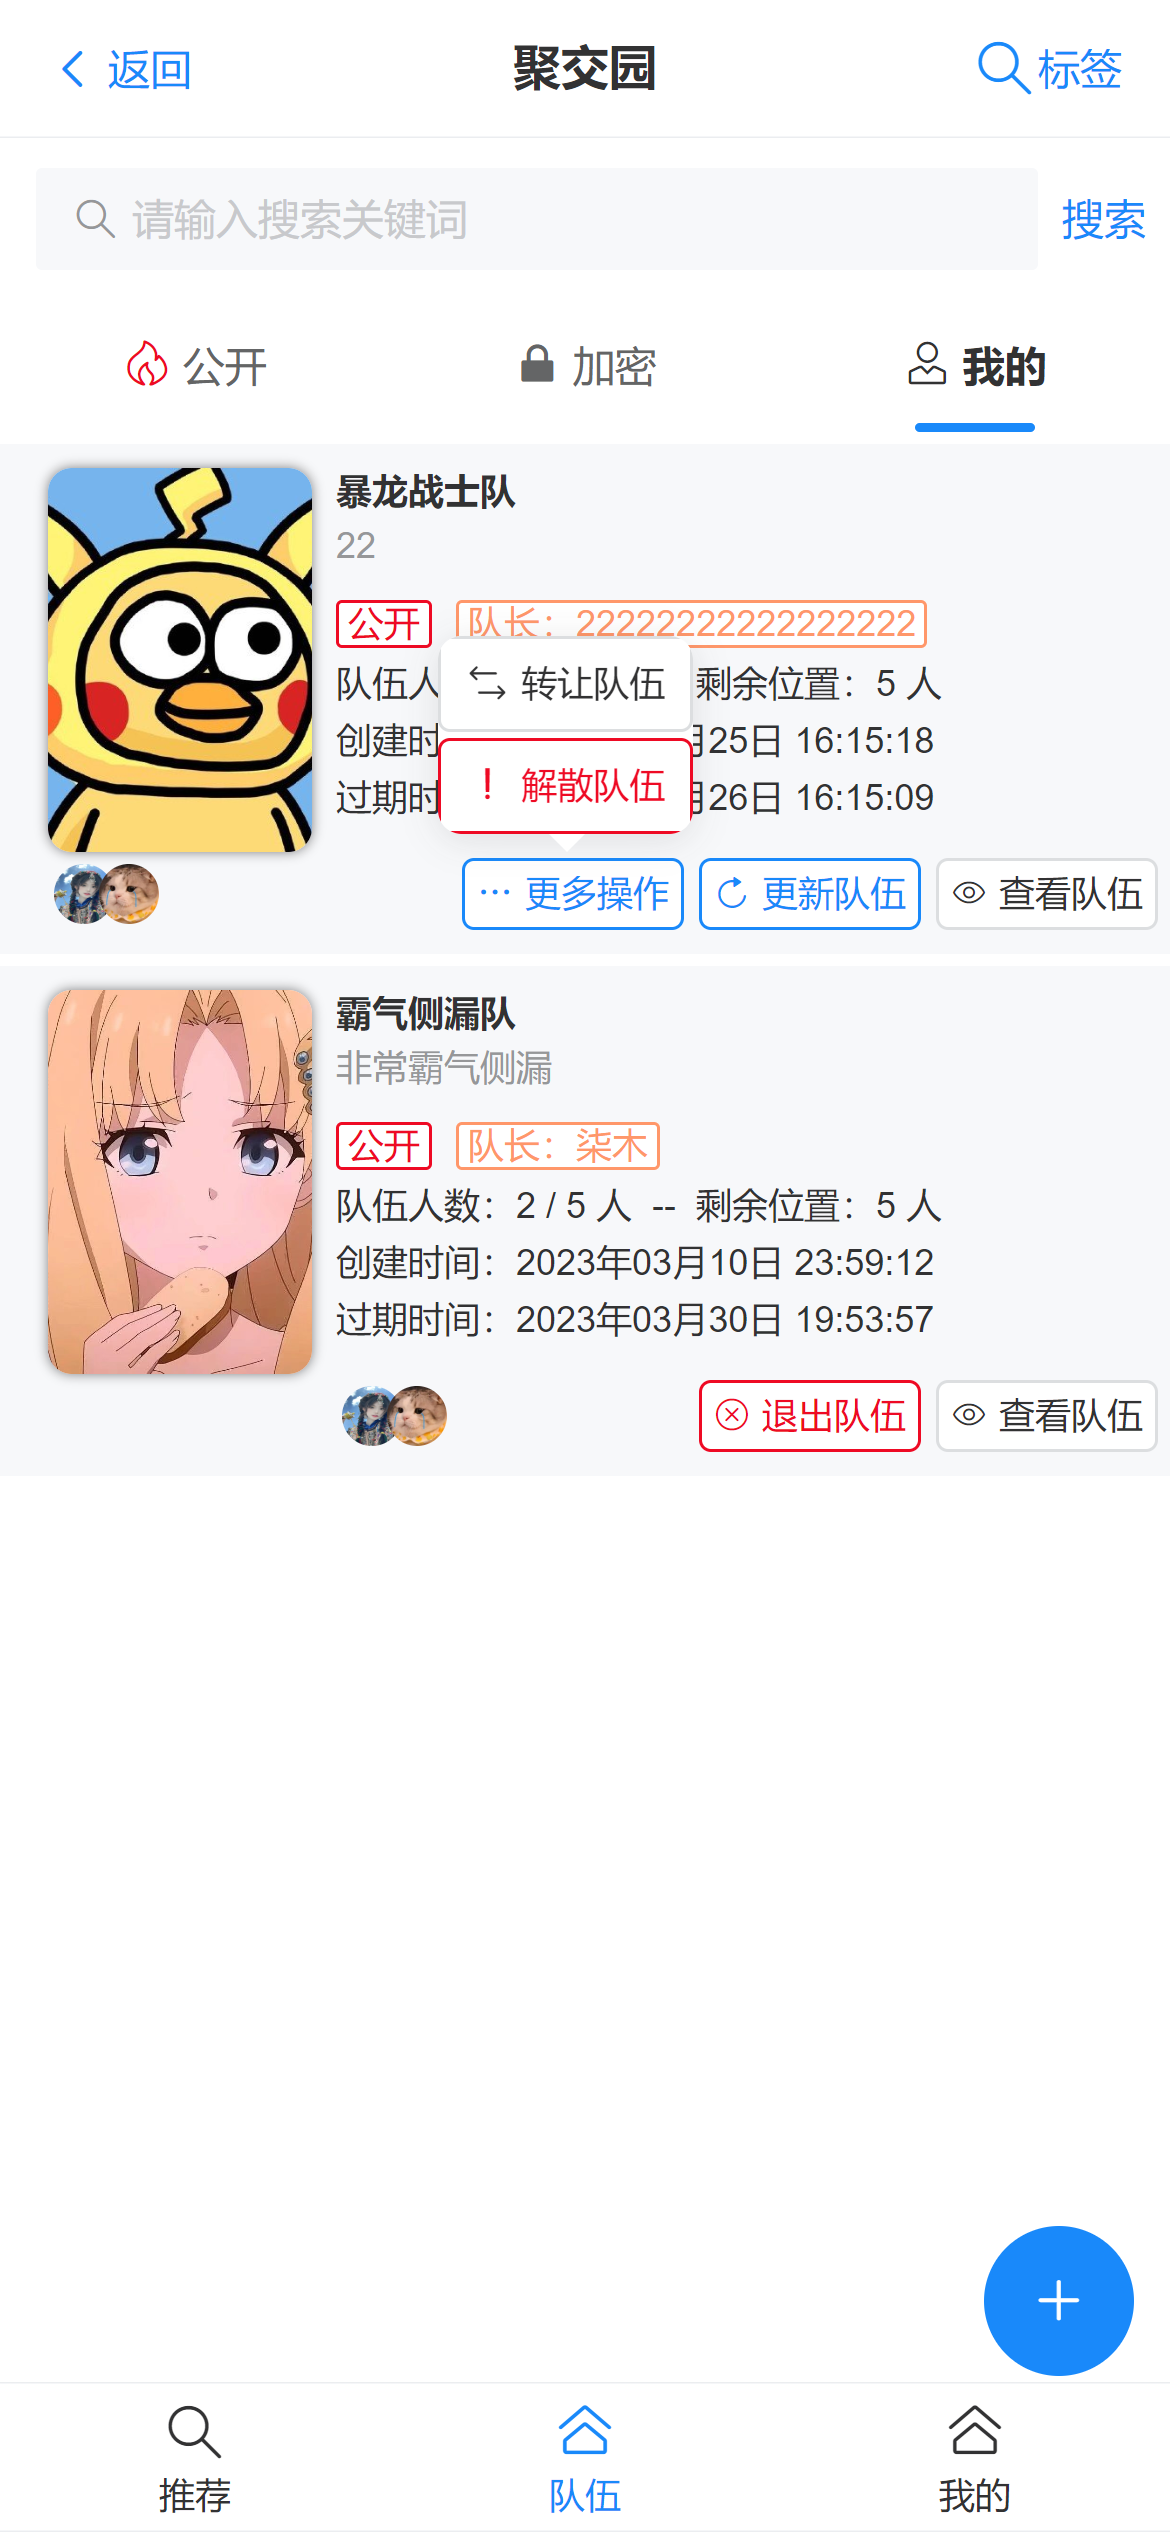 返回
聚交园
标签
请输入搜索关键词
搜索
公开
加密
我的
暴龙战士队
22
公开
队长：22222222222222222
队伍人
剩余位置：5 人
转让队伍
创建时
月25日 16:15:18
过期时
月26日 16:15:09
! 解散队伍
··· 更多操作
更新队伍
查看队伍
霸气侧漏队
非常霸气侧漏
公开
队长：柒木
队伍人数：2 / 5 人 -- 剩余位置：5 人
创建时间：2023年03月10日 23:59:12
过期时间：2023年03月30日 19:53:57
退出队伍
查看队伍
推荐
队伍
我的